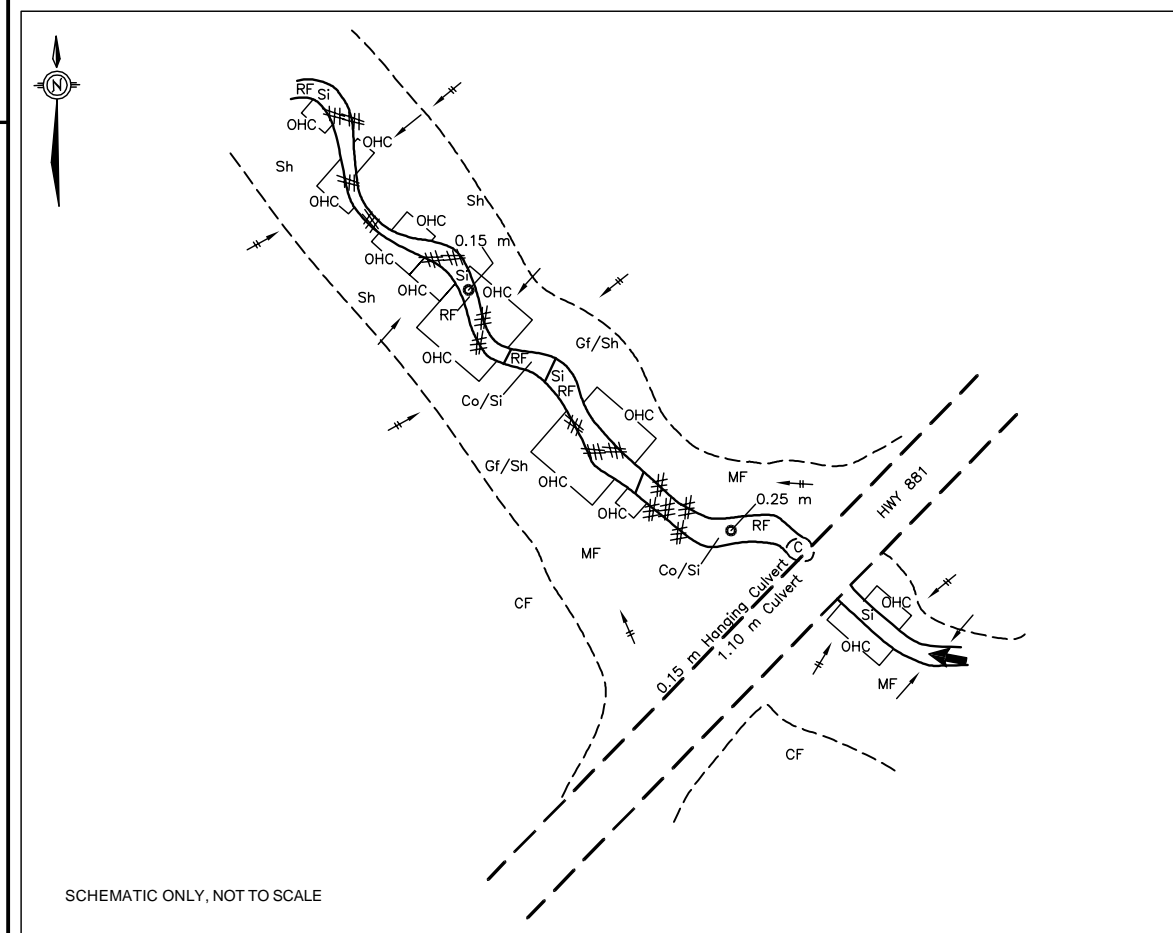 N
RF
Si
OHC
OHC
Sh
Sh
OHC
OHC
0.15 m
OHC
Si
OHC
OHC
Sh
RF
Gf/Sh
OHC
RF
Si
RF
Co/Si
OHC
Gf/Sh
OHC
MF
HWY 881
0.25 m
OHC
RF
MF
C
Co/Si
CF
0.15 m Hanging Culvert
1.10 m Culvert
OHC
Si
OHC
MF
CF
SCHEMATIC ONLY, NOT TO SCALE